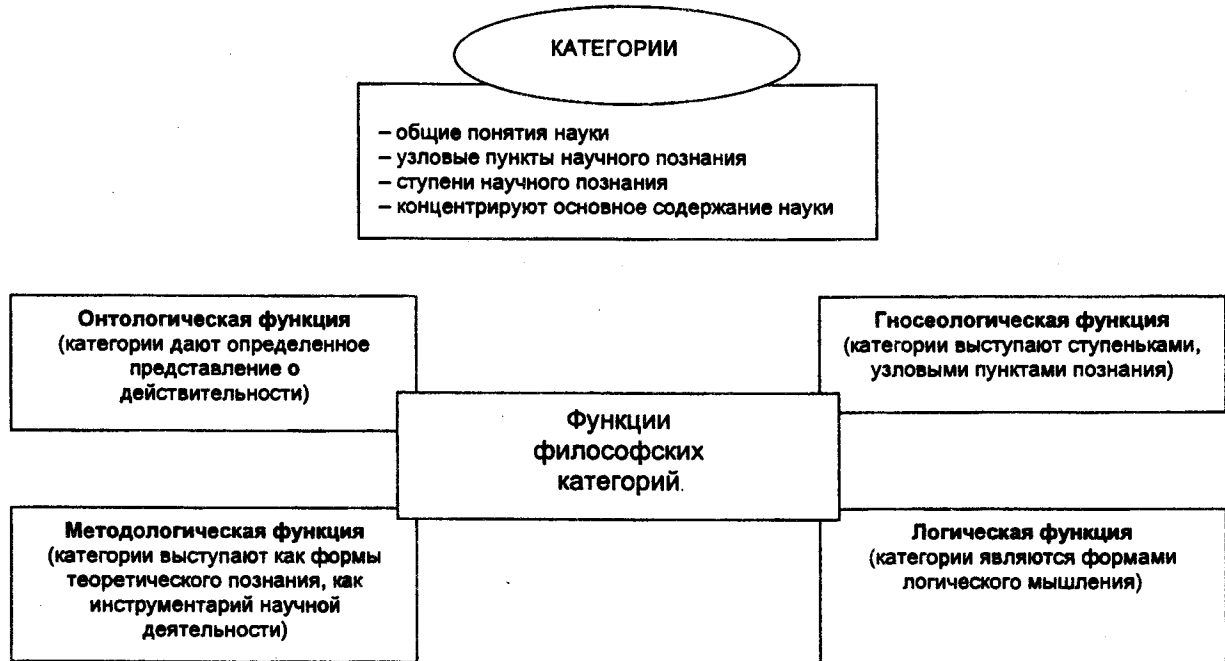 КАТЕГОРИИ
– общие понятия науки
– узловые пункты научного познания
– ступени научного познания
– концентрируют основное содержание науки
Онтологическая функция
(категории дают определенное
представление о
действительности)
Гносеологическая функция
(категории выступают ступеньками,
узловыми пунктами познания)
Функции
философских
категорий.
Методологическая функция
(категории выступают как формы
теоретического познания, как
инструментарий научной
деятельности)
Логическая функция
(категории являются формами
логического мышления)